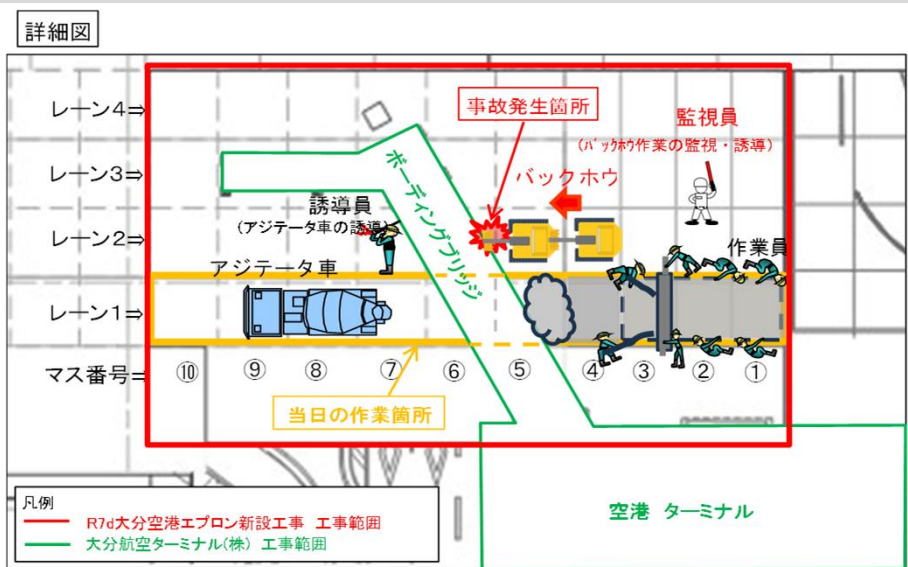 詳細図
レーン4⇒
レーン3⇒
レーン2⇒
レーン1⇒
マス番号⇒
事故発生箇所
監視員
(バックホウ作業の監視・誘導)
バックホウ
ボーディングブリッジ
誘導員
(アジテータ車の誘導)
作業員
アジテータ車
⑩ ⑨ ⑧ ⑦ ⑥ ⑤ ④ ③ ② ①
当日の作業箇所
凡例
R7d大分空港エプロン新設工事 工事範囲
大分航空ターミナル(株) 工事範囲
空港 ターミナル